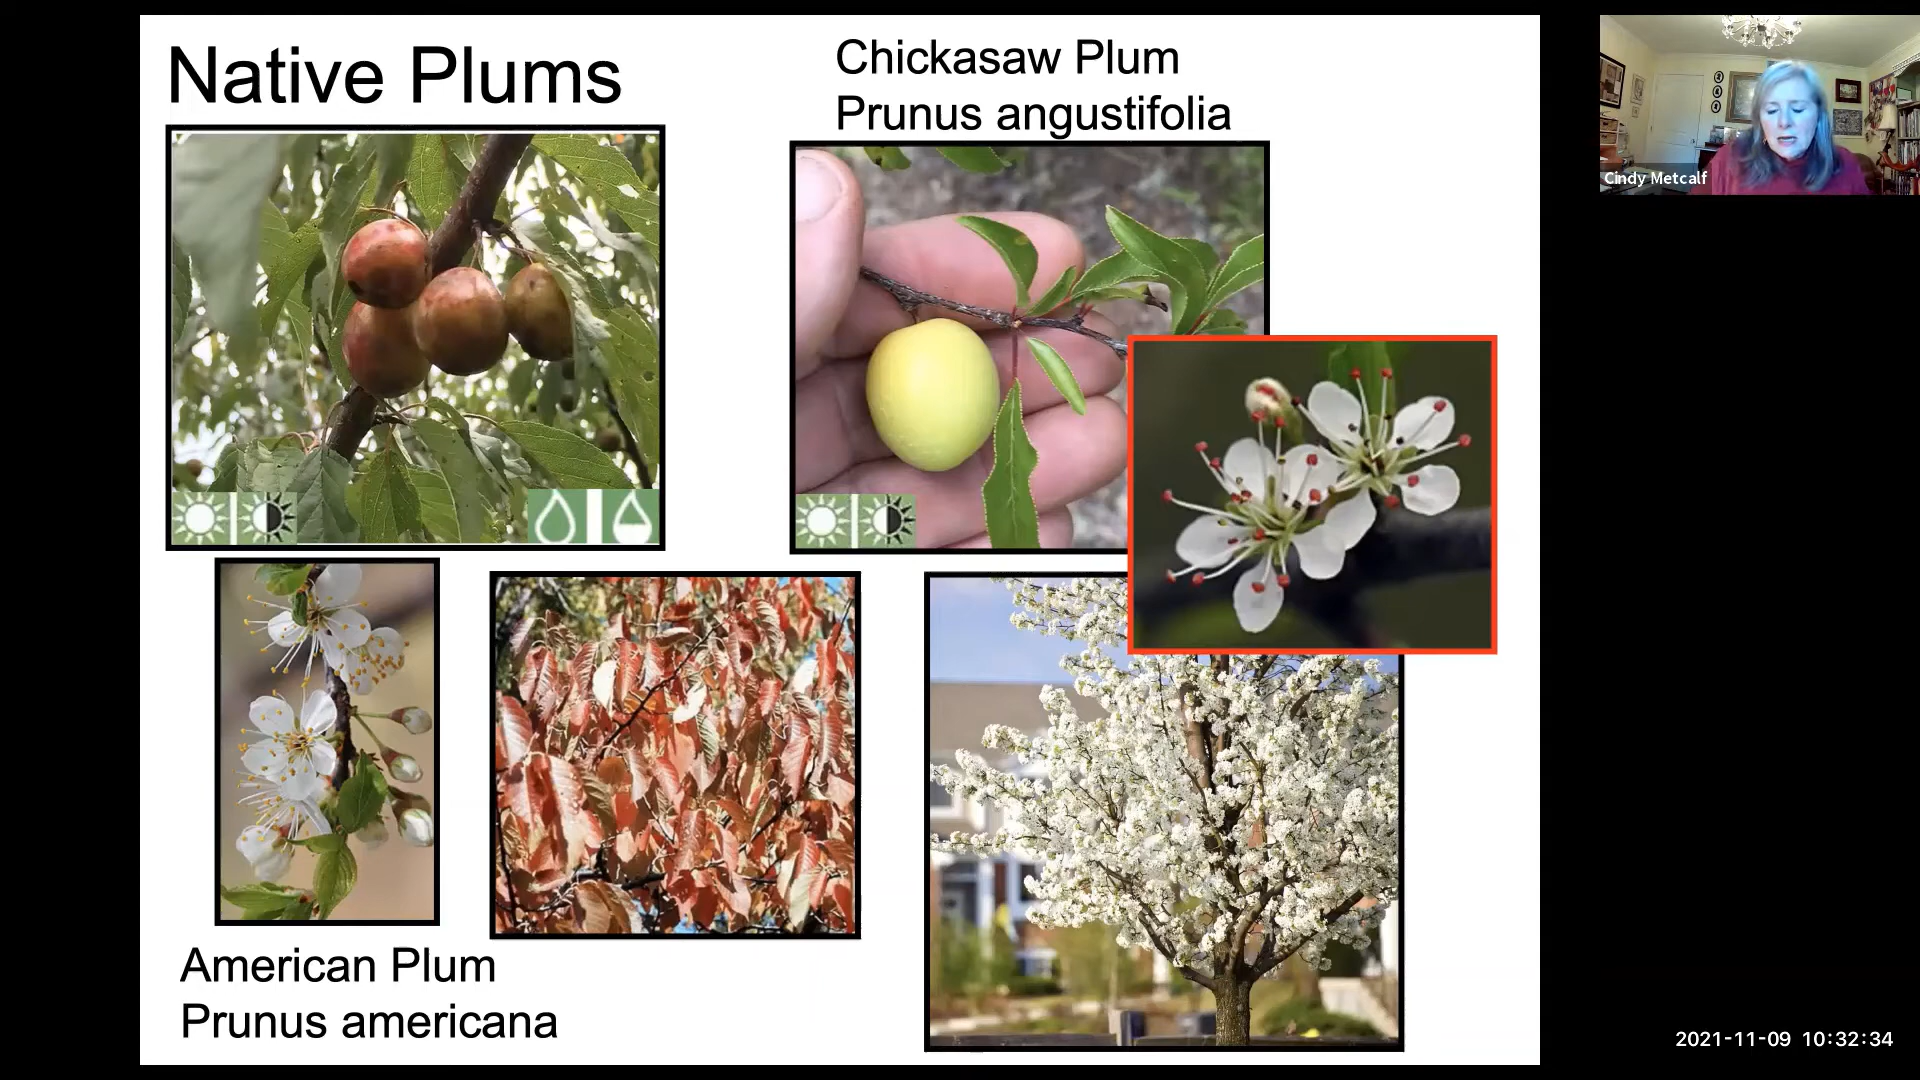 Native Plums
Chickasaw Plum
Prunus angustifolia
American Plum
Prunus americana
Cindy Metcalf
2021-11-09 10:32:34